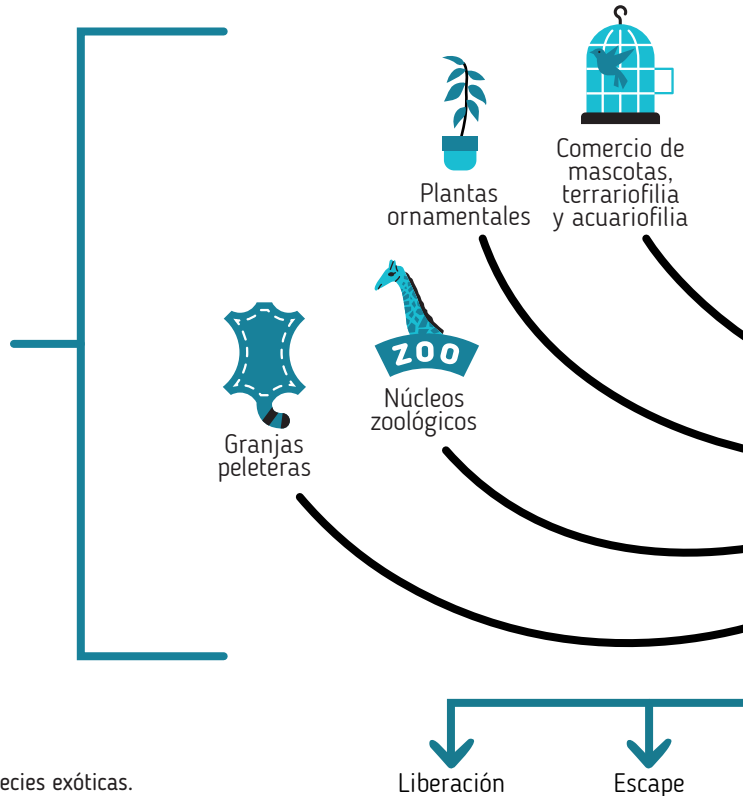 Comercio de
mascotas,
terrariofilia
y acuariofilia
Plantas
ornamentales
ZOO
Núcleos
zoológicos
Granjas
peleteras
ecies exóticas.
Liberación
Escape